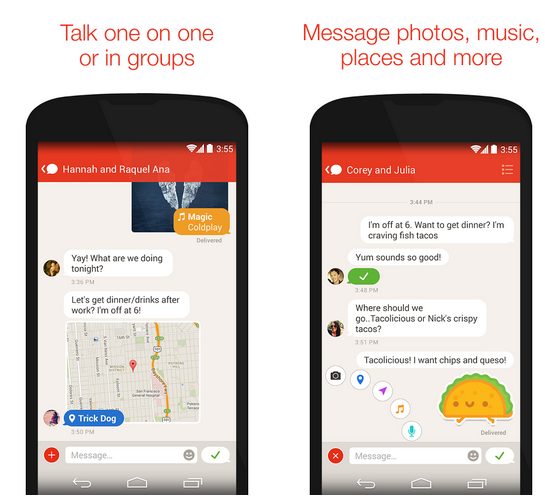 Talk one on one
or in groups
3:55
Hannah and Raquel Ana
Magic
Coldplay
Delivered
Yay! What are we doing
tonight?
3:36 PM
Let's get dinner/drinks after
work? I'm off at 6!
Trick Dog
3:50 PM
Message...
Message photos, music,
places and more
3:55
Corey and Julia
3:44 PM
I'm off at 6. Want to get dinner? I'm
craving fish tacos
Yum sounds so good!
3:48 PM
Where should we
go..Tacolicious or Nick's crispy
tacos?
3:51 PM
Tacolicious! I want chips and queso!
Delivered
Message...